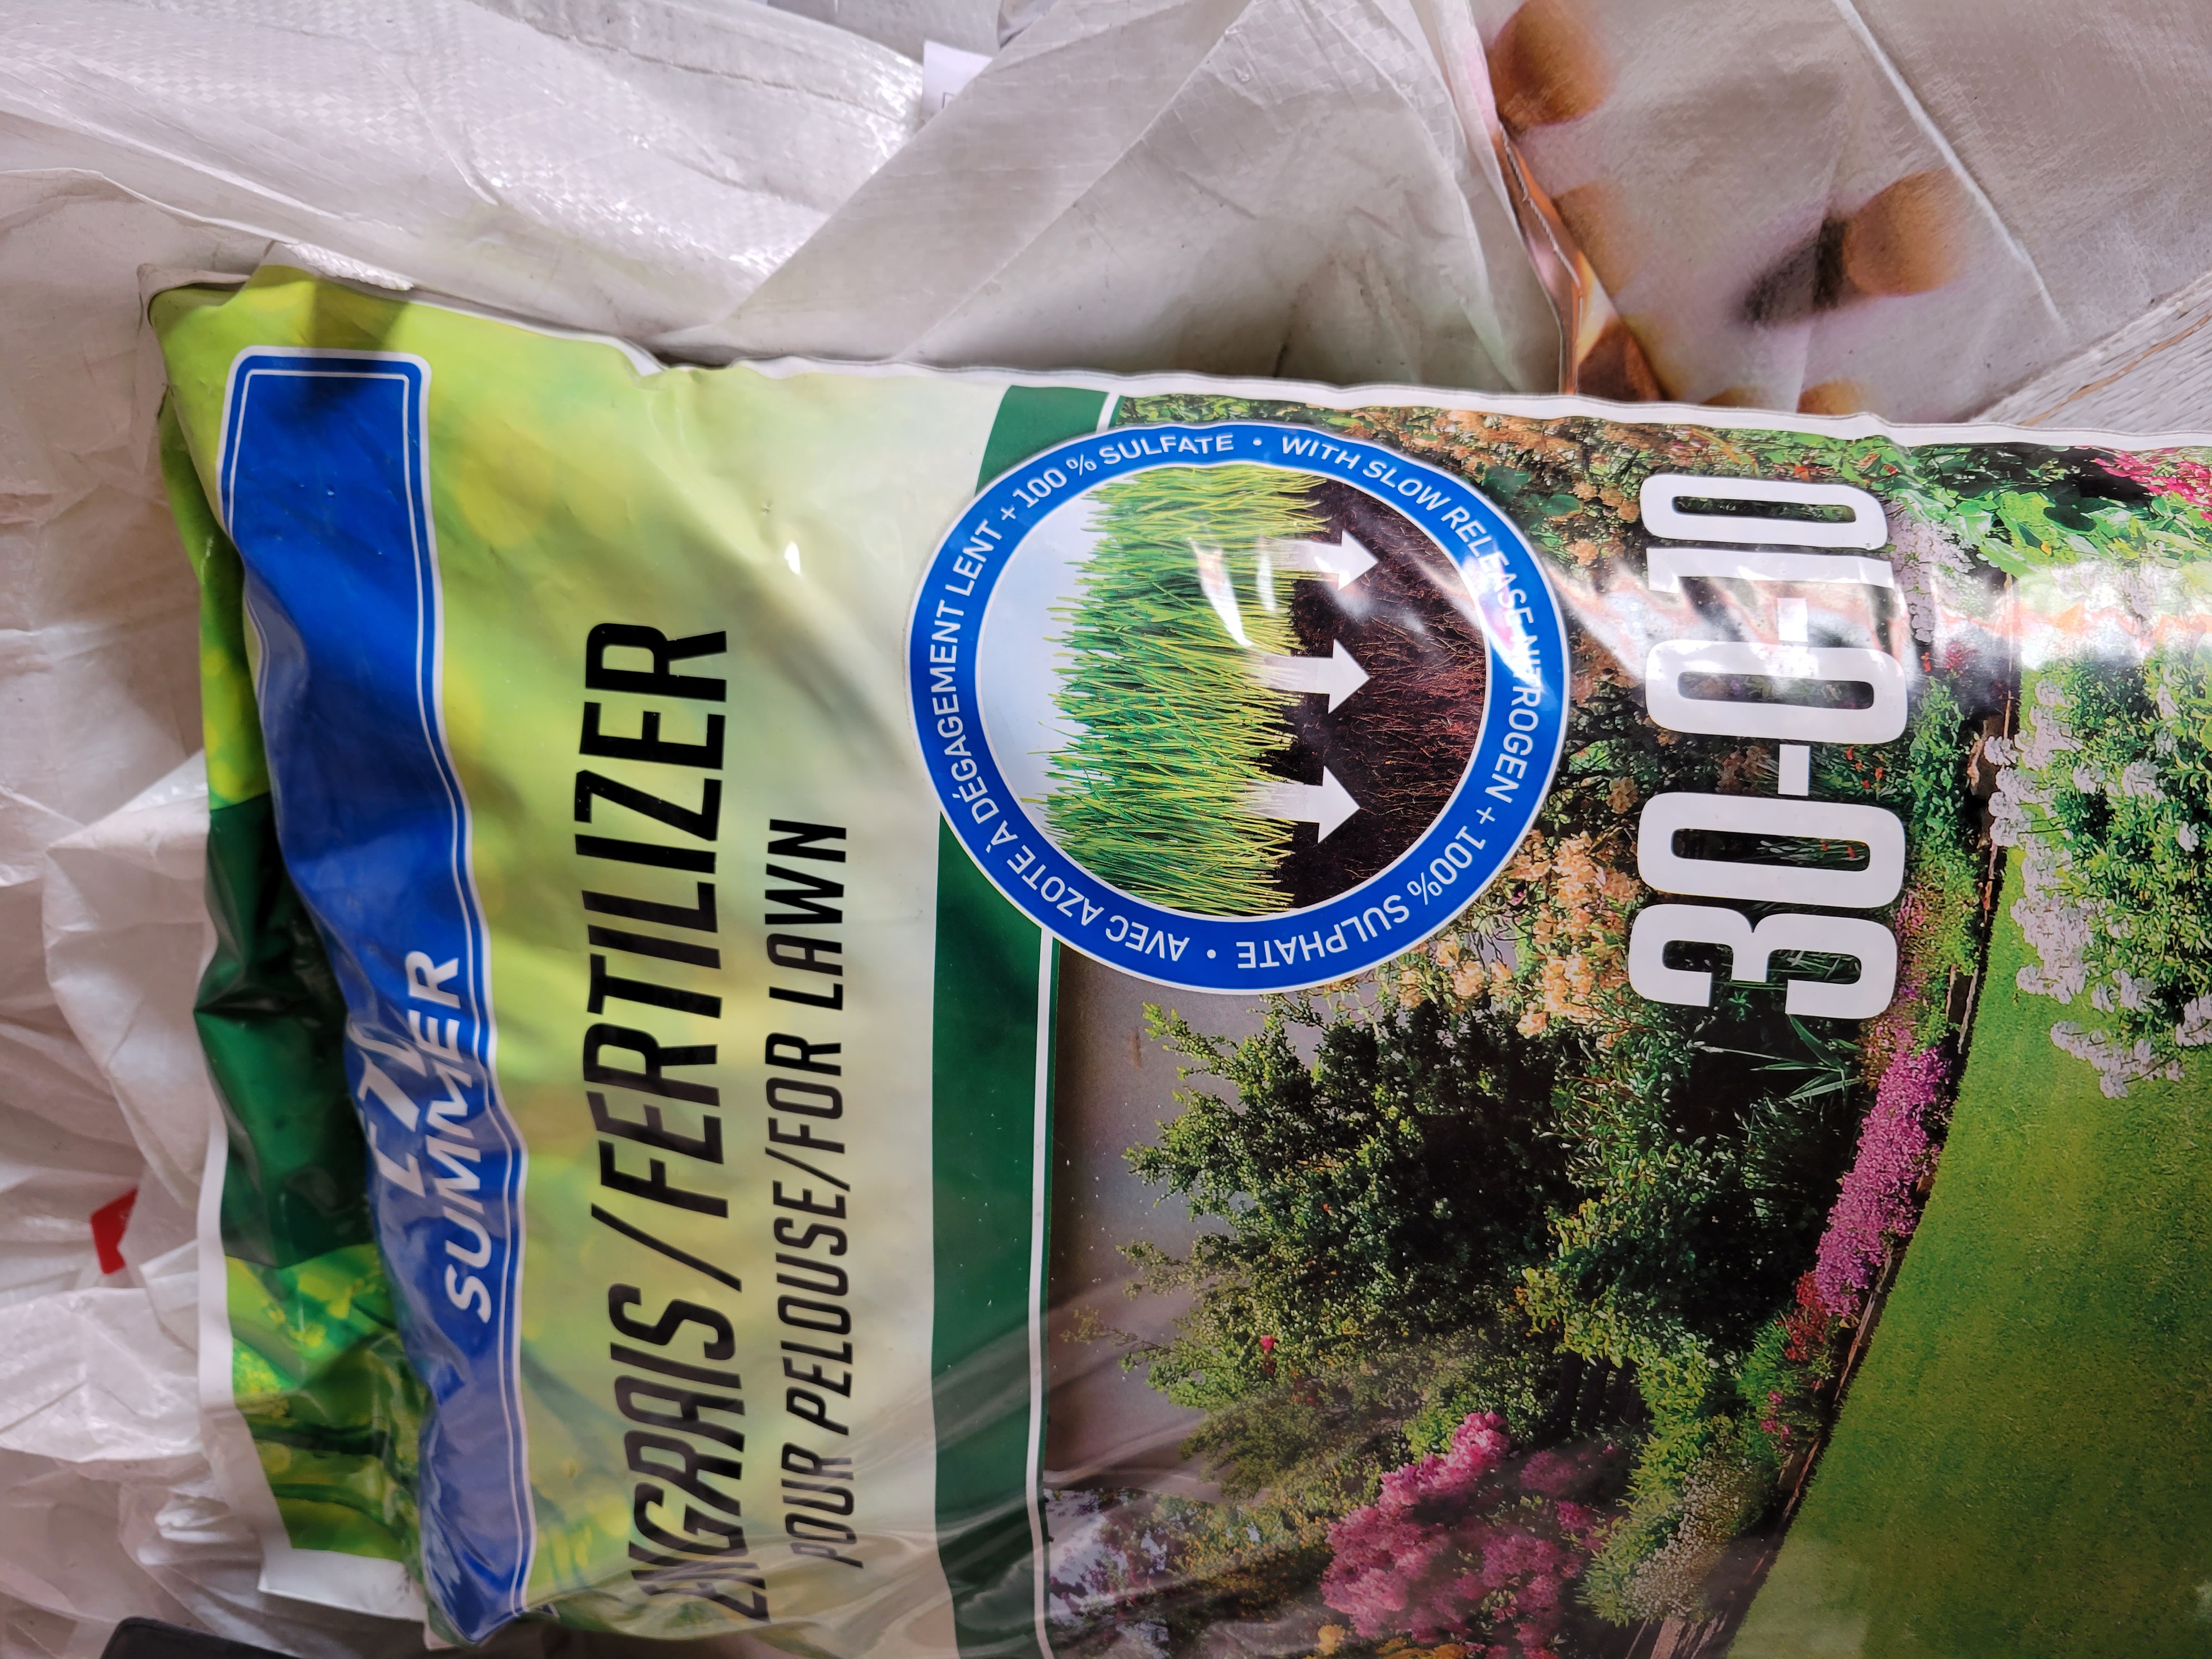 ÉTÉ
SUMMER
ENGRAIS/FERTILIZER
POUR PELOUSE/FOR LAWN
• AVEC AZOTE À DÉGAGEMENT LENT + 100 % SULFATE
• WITH SLOW RELEASE NITROGEN + 100% SULPHATE
30-0-10